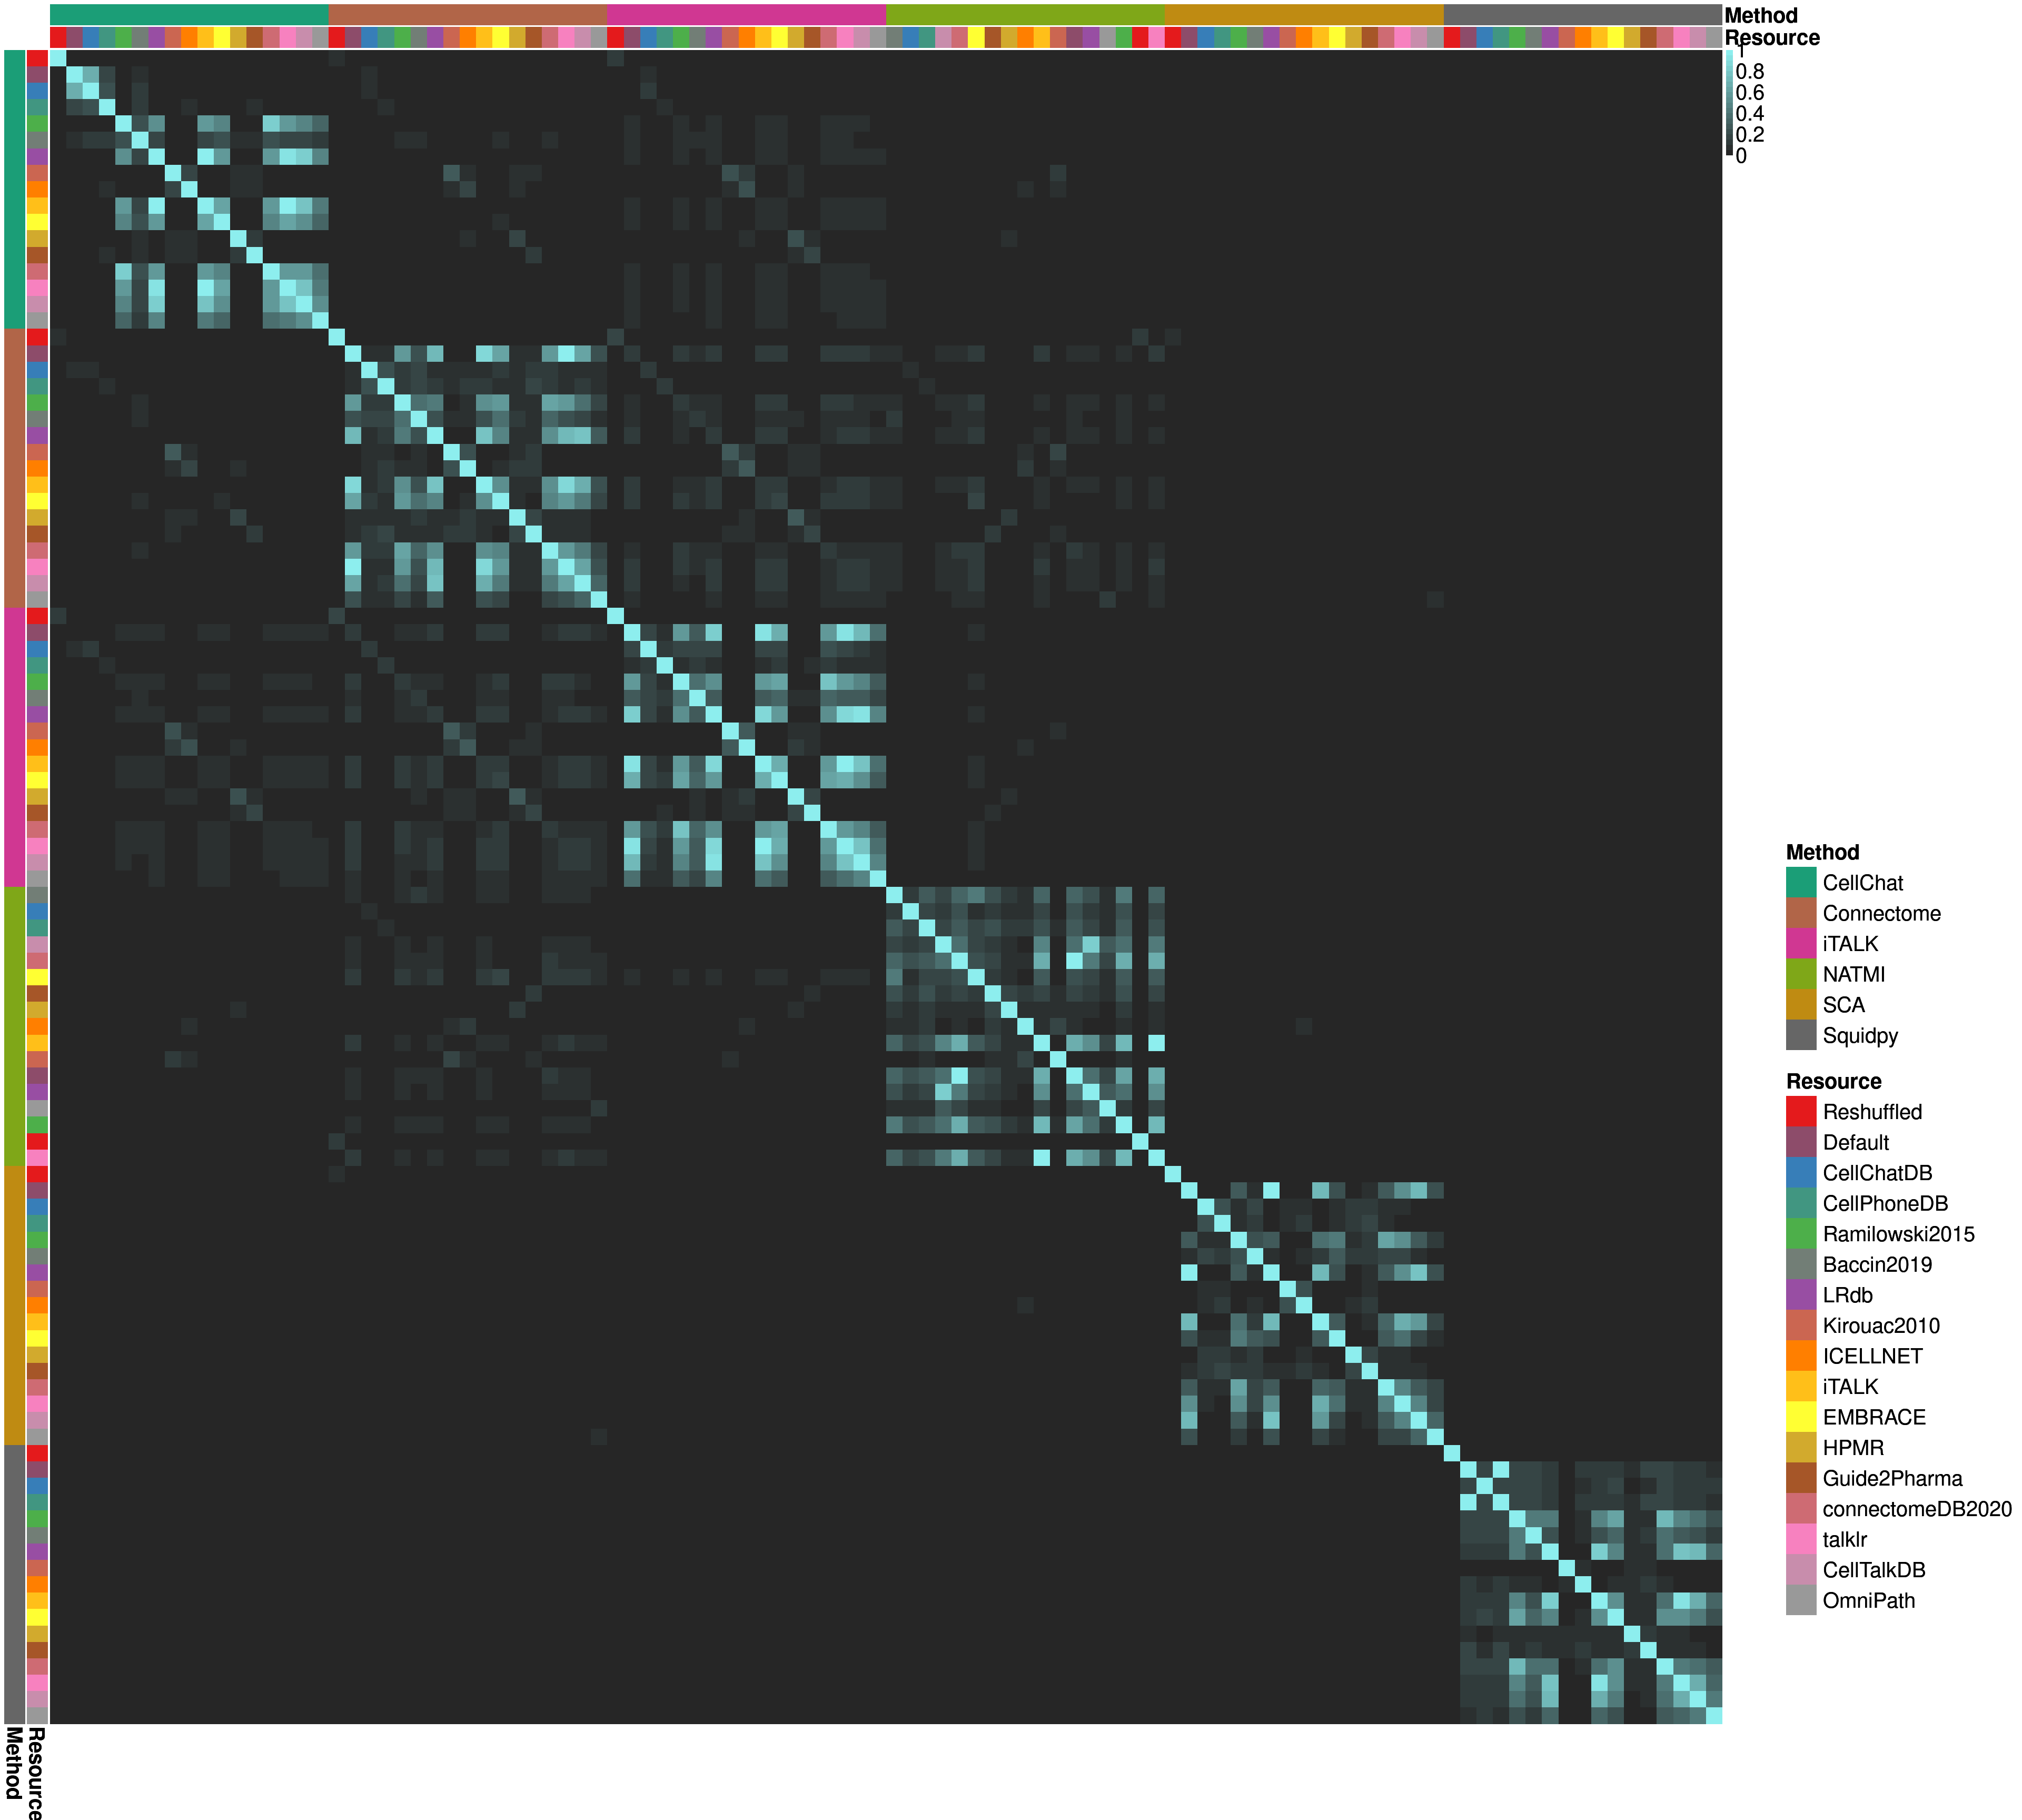 Method
Resource
1
0.8
0.6
0.4
0.2
0
Method
CellChat
Connectome
iTALK
NATMI
SCA
Squidpy
Resource
Reshuffled
Default
CellChatDB
CellPhoneDB
Ramilowski2015
Baccin2019
LRdb
Kirouac2010
ICELLNET
iTALK
EMBRACE
HPMR
Guide2Pharma
connectomeDB2020
talklr
CellTalkDB
OmniPath
Method
Resource